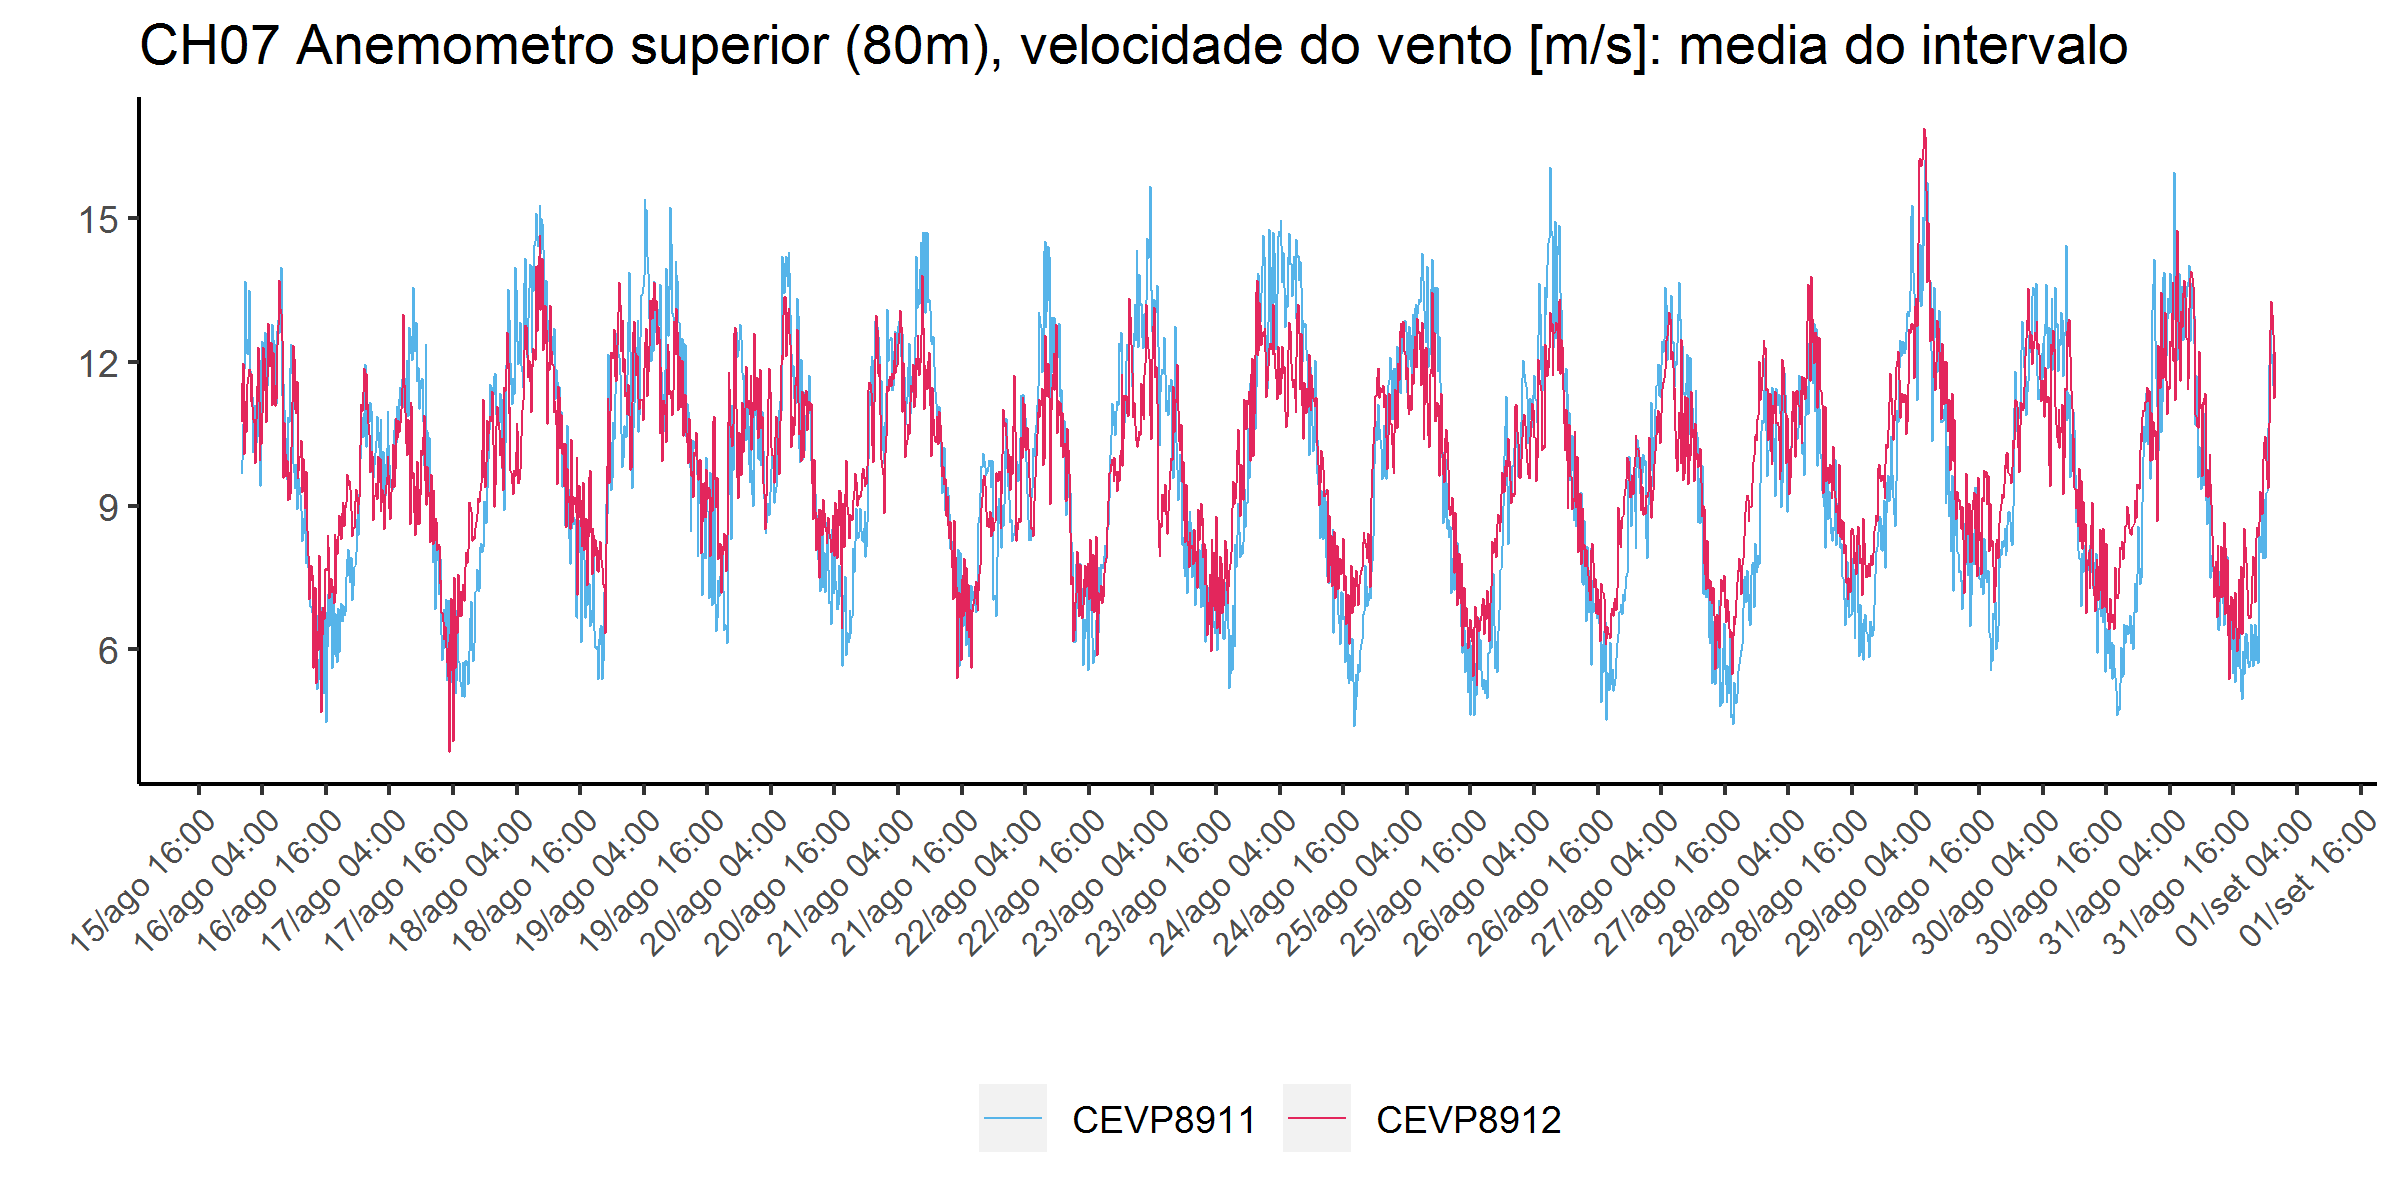 CH07 Anemometro superior (80m), velocidade do vento [m/s]: media do intervalo
15
12
9
6
15/ago 16:00
16/ago 04:00
16/ago 16:00
17/ago 04:00
17/ago 16:00
18/ago 04:00
18/ago 16:00
19/ago 04:00
19/ago 16:00
20/ago 04:00
20/ago 16:00
21/ago 04:00
21/ago 16:00
22/ago 04:00
22/ago 16:00
23/ago 04:00
23/ago 16:00
24/ago 04:00
24/ago 16:00
25/ago 04:00
25/ago 16:00
26/ago 04:00
26/ago 16:00
27/ago 04:00
27/ago 16:00
28/ago 04:00
28/ago 16:00
29/ago 04:00
29/ago 16:00
30/ago 04:00
30/ago 16:00
31/ago 04:00
31/ago 16:00
01/set 04:00
01/set 16:00
CEVP8911
CEVP8912